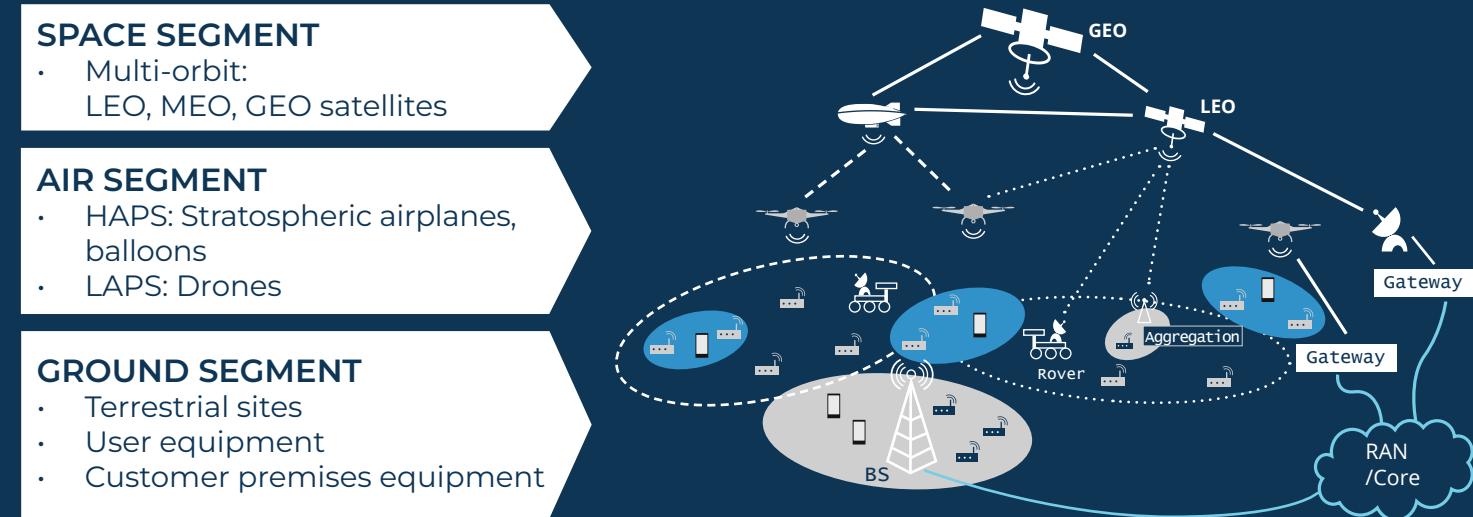 SPACE SEGMENT
• Multi-orbit:
LEO, MEO, GEO satellites
AIR SEGMENT
• HAPS: Stratospheric airplanes,
balloons
• LAPS: Drones
GROUND SEGMENT
• Terrestrial sites
• User equipment
• Customer premises equipment
GEO
LEO
Gateway
Aggregation
Gateway
Rover
BS
RAN
/Core